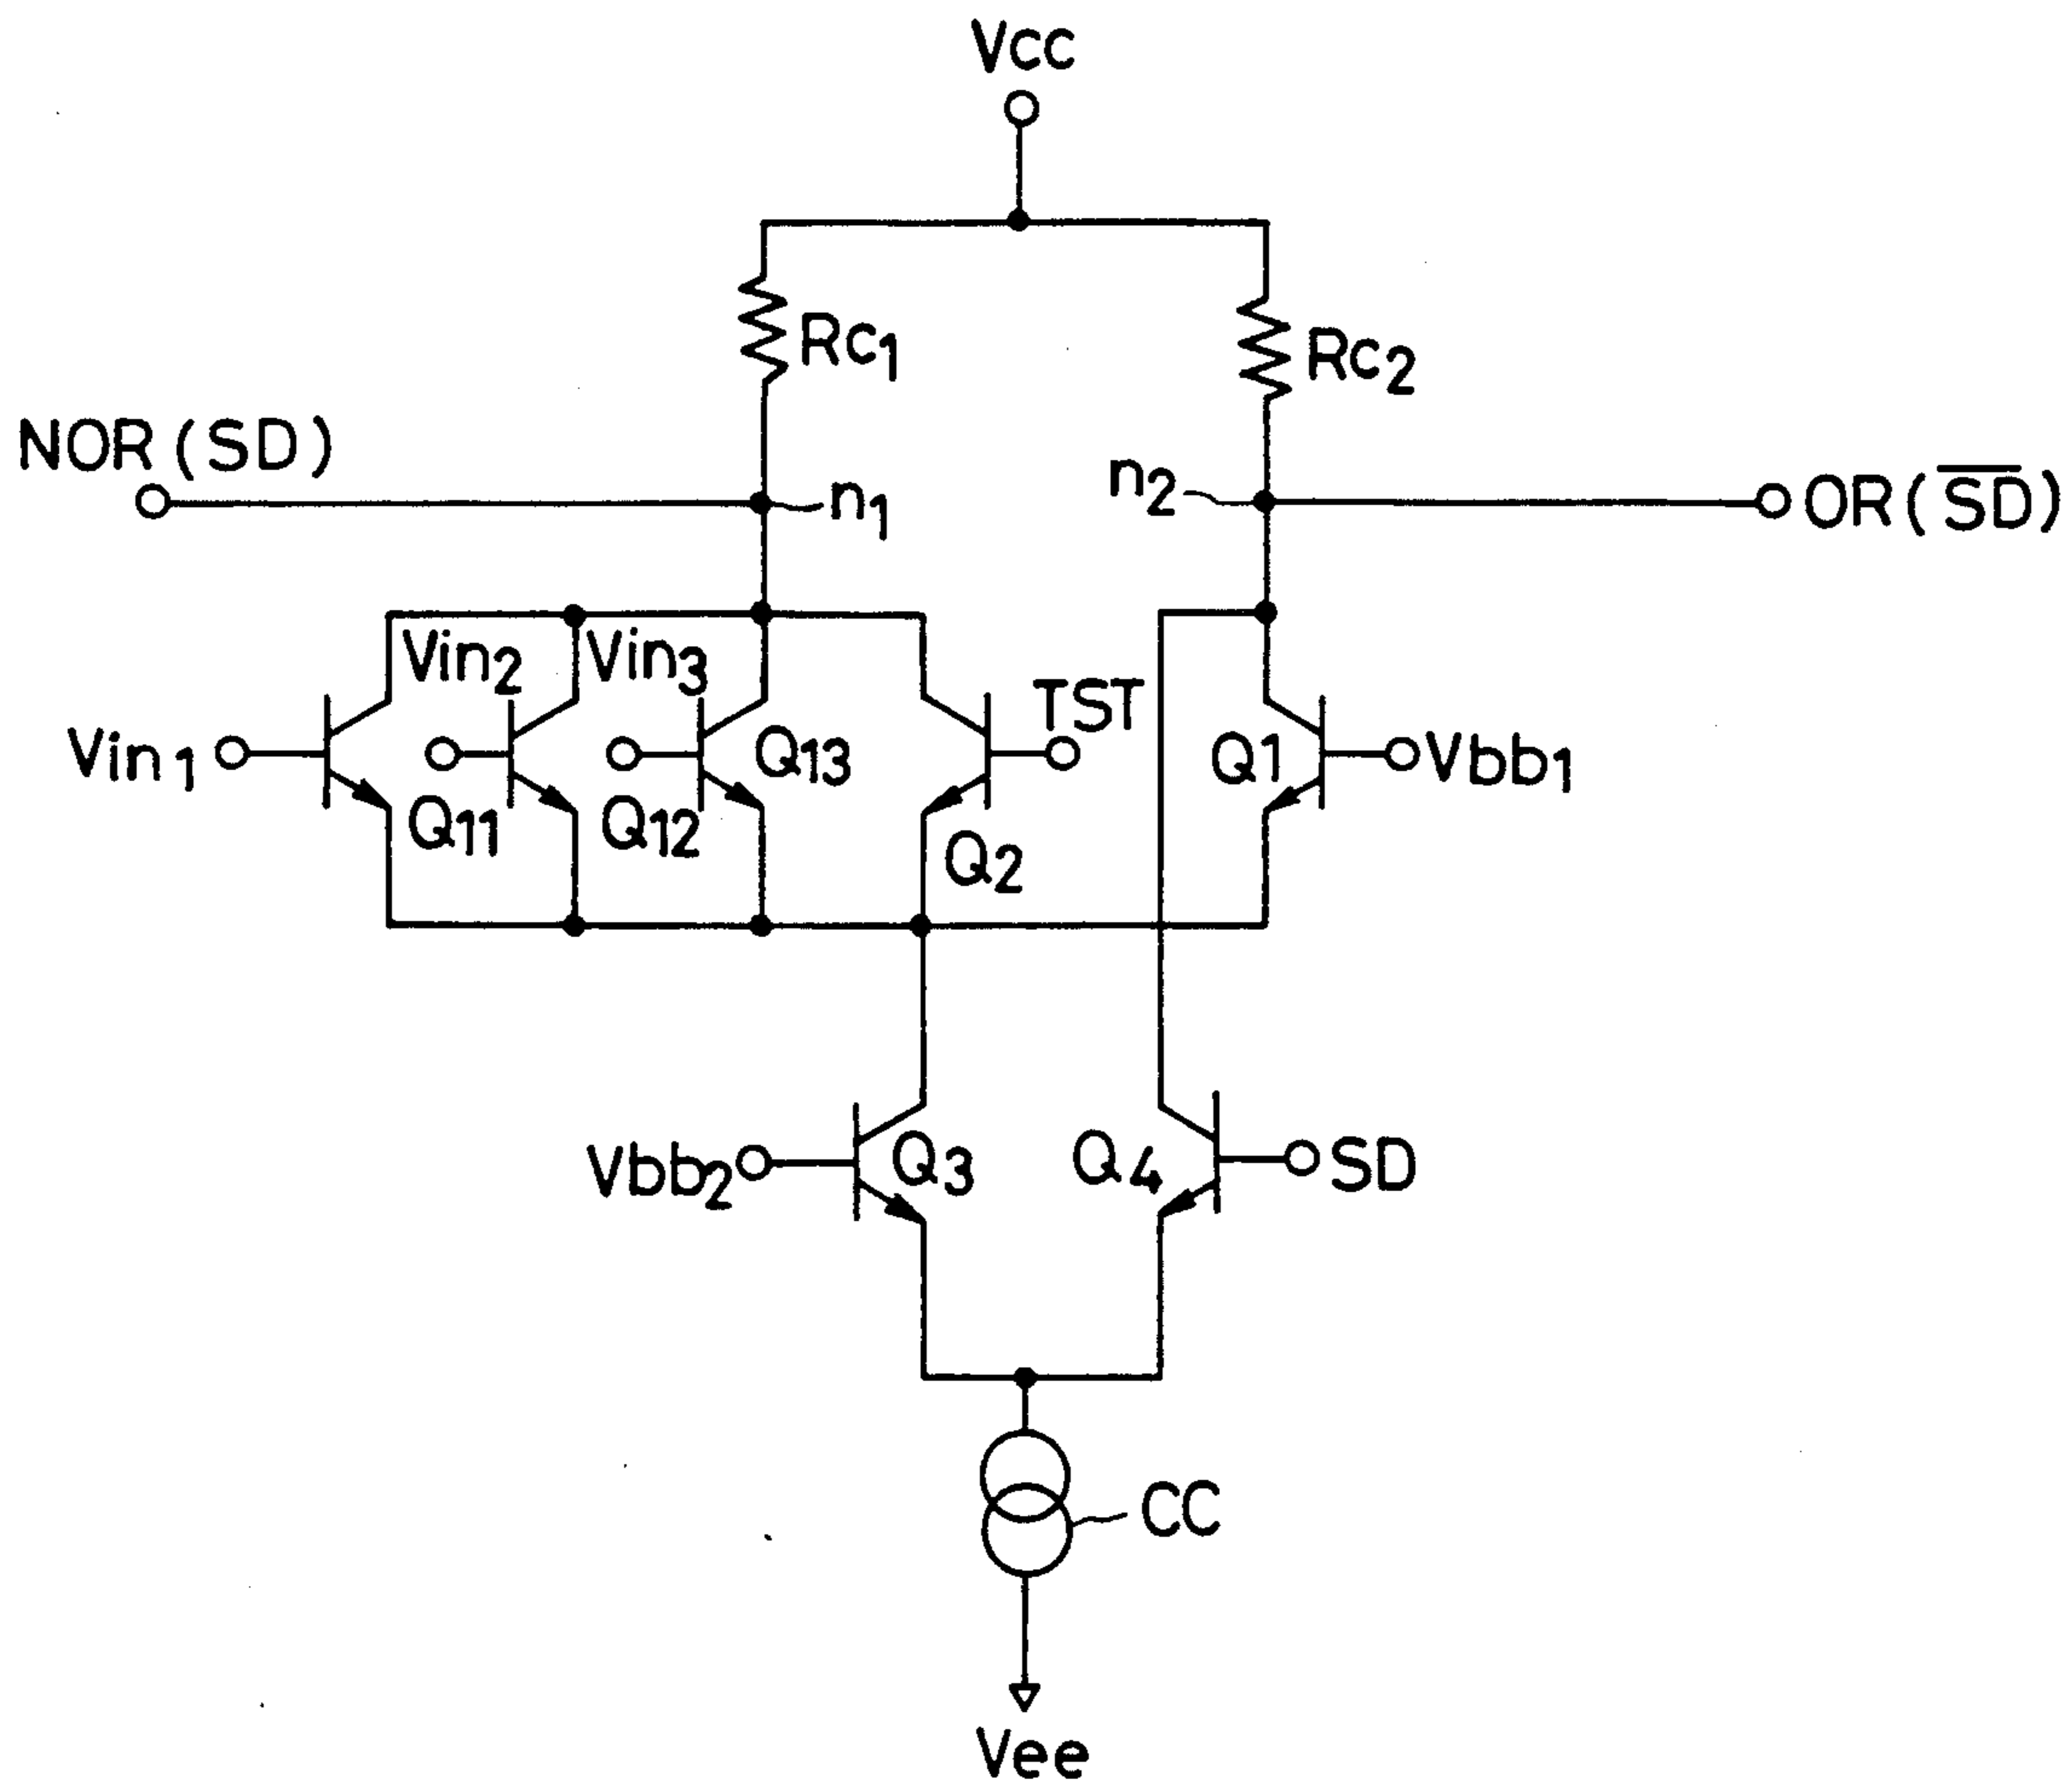 Vcc
Rc1
Rc2
NOR(SD)
n1
n2
OR(S̅D̅)
Vin2
Vin3
TST
Vin1
Q13
Q1
Vbb1
Q11
Q12
Q2
Vbb2
Q3
Q4
SD
CC
Vee